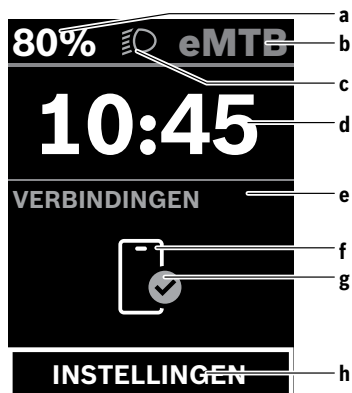 80% eMTB
10:45
VERBINDINGEN
INSTELLINGEN
a
b
c
d
e
f
g
h